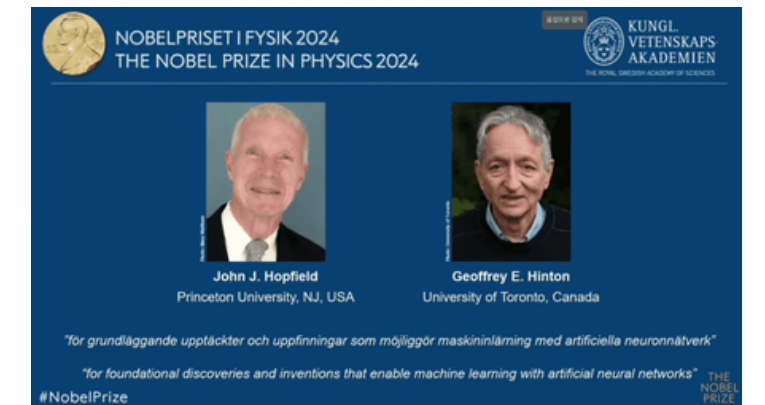 NOBELPRISET I FYSIK 2024
THE NOBEL PRIZE IN PHYSICS 2024
KUNGL.
VETENSKAPS-
AKADEMIEN
THE ROYAL SWEDISH ACADEMY OF SCIENCES
John J. Hopfield
Princeton University, NJ, USA
Geoffrey E. Hinton
University of Toronto, Canada
"för grundläggande upptäckter och uppfinningar som möjliggör maskininlärning med artificiella neuronnätverk"
"for foundational discoveries and inventions that enable machine learning with artificial neural networks"
#NobelPrize
THE
NOBEL
PRIZE